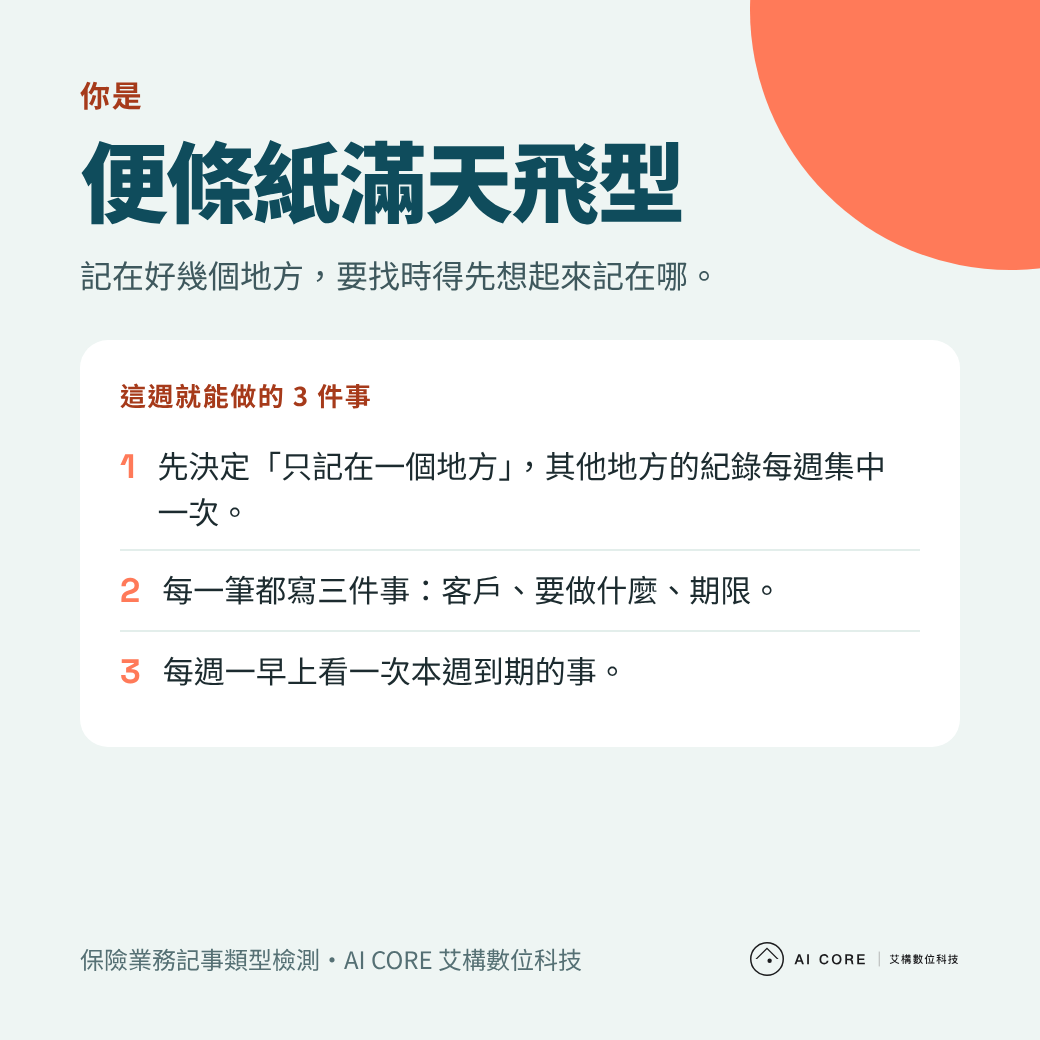 你是
便條紙滿天飛型
記在好幾個地方，要找時得先想起來記在哪。
這週就能做的 3 件事
1 先決定「只記在一個地方」，其他地方的紀錄每週集中
一次。
2 每一筆都寫三件事：客戶、要做什麼、期限。
3 每週一早上看一次本週到期的事。
保險業務記事類型檢測・AI CORE 艾構數位科技
AI CORE | 艾構數位科技